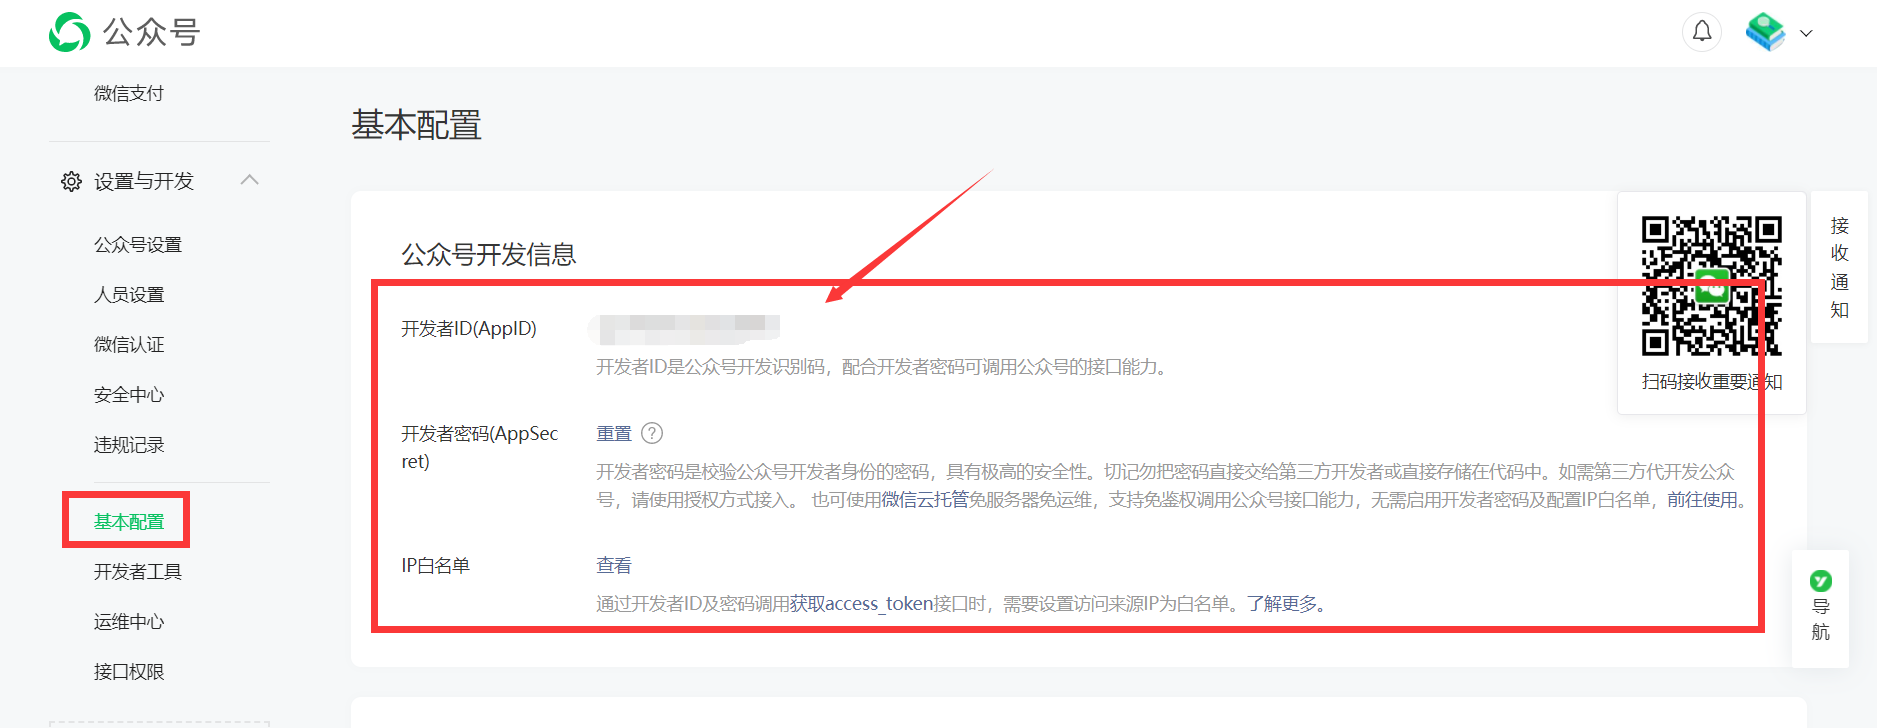 公众号
微信支付
设置与开发
公众号设置
人员设置
微信认证
安全中心
违规记录
基本配置
开发者工具
运维中心
接口权限
基本配置
公众号开发信息
开发者ID(AppID)
开发者ID是公众号开发识别码，配合开发者密码可调用公众号的接口能力。
开发者密码(AppSec
ret)
重置 ?
开发者密码是校验公众号开发者身份的密码，具有极高的安全性。切记勿把密码直接交给第三方开发者或直接存储在代码中。如需第三方代开发公众
号，请使用授权方式接入。 也可使用微信云托管免服务器免运维，支持免鉴权调用公众号接口能力，无需启用开发者密码及配置IP白名单，前往使用。
IP白名单
查看
通过开发者ID及密码调用获取access_token接口时，需要设置访问来源IP为白名单。了解更多。
扫码接收重要通知
接
收
通
知
导
航